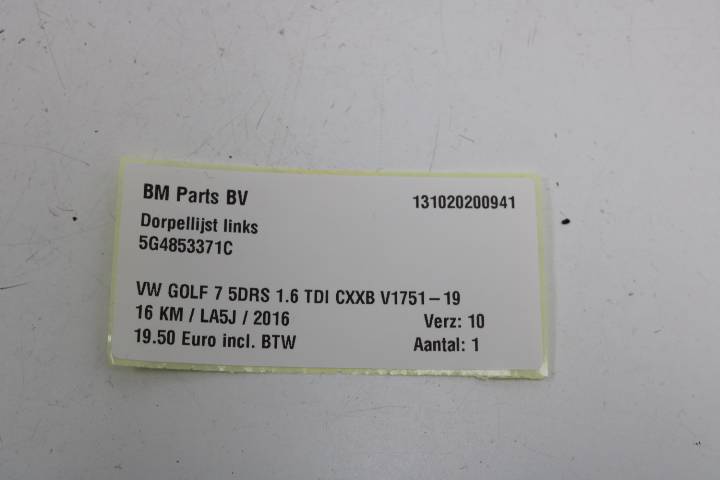 BM Parts BV 131020200941
Dorpellijst links
5G4853371C
VW GOLF 7 5DRS 1.6 TDI CXXB V1751-19
16 KM / LA5J / 2016 Verz: 10
19.50 Euro incl. BTW Aantal: 1